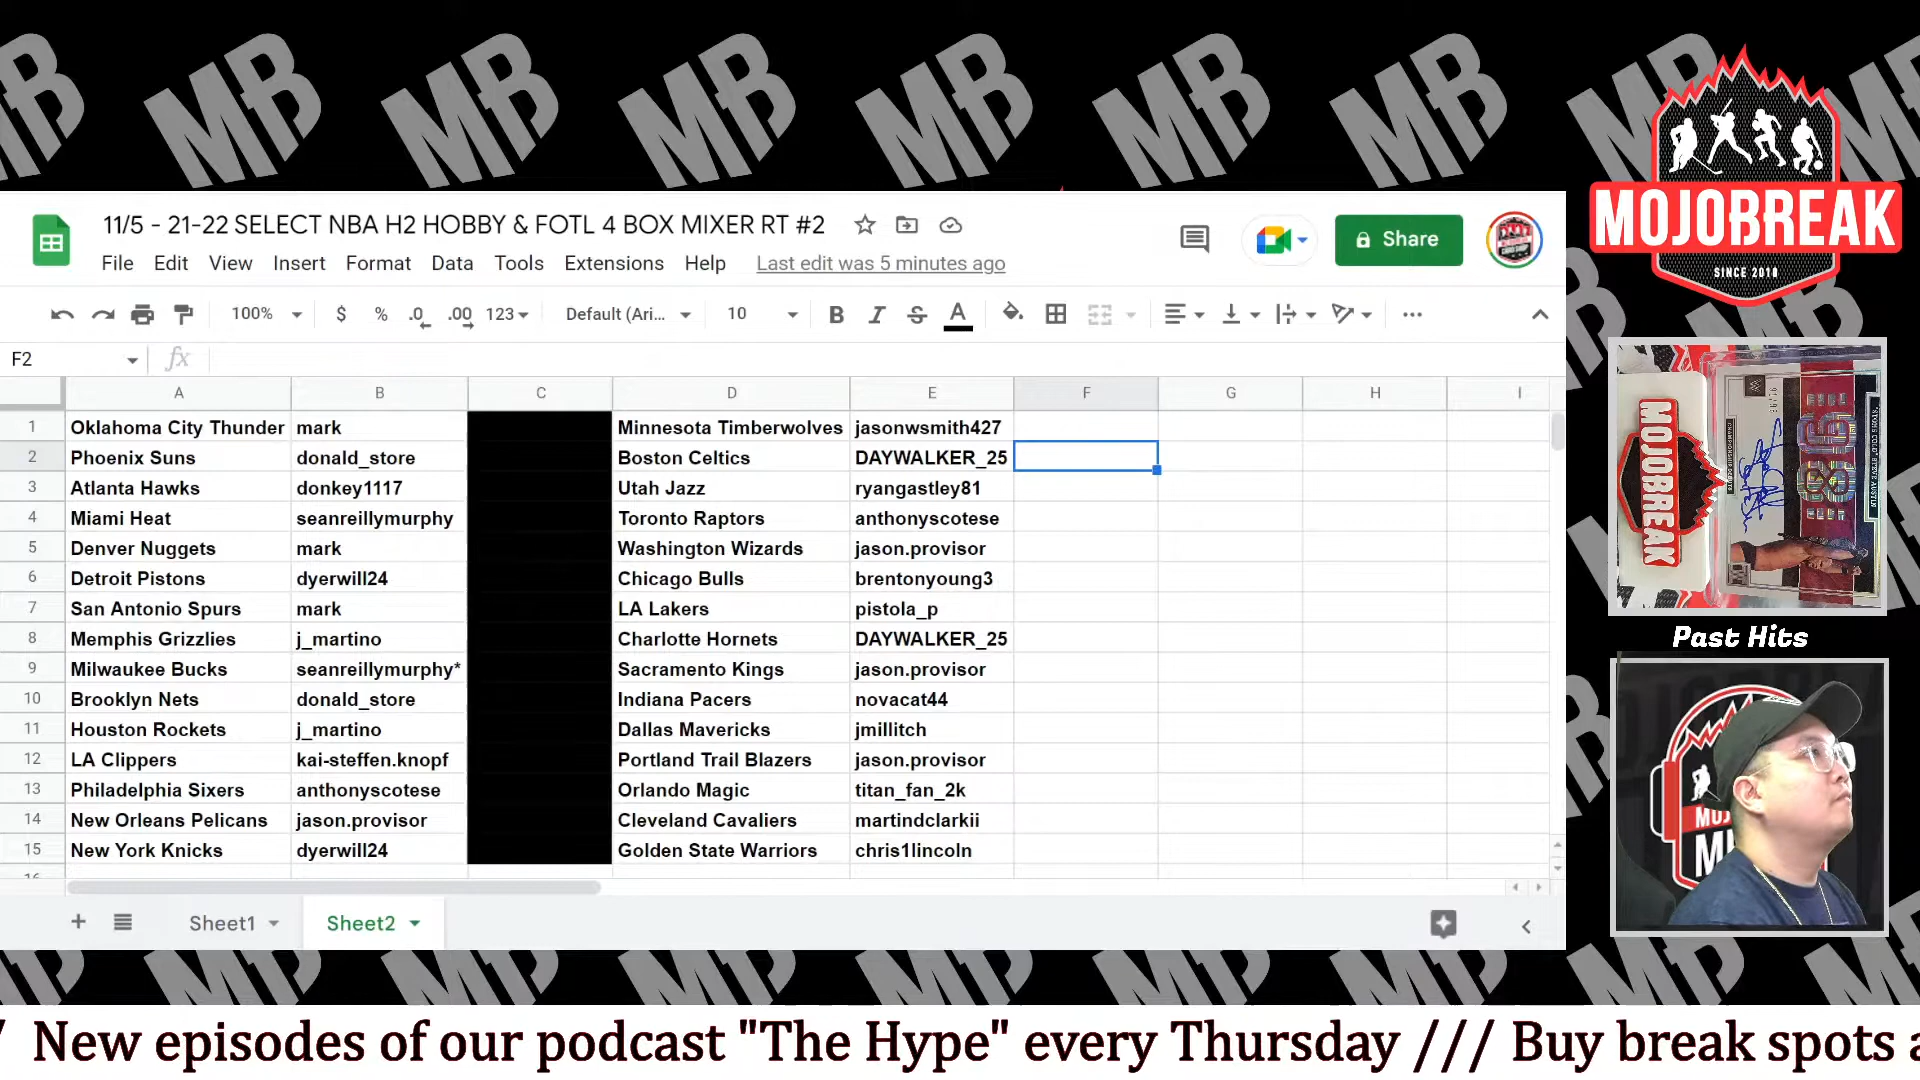 11/5 - 21-22 SELECT NBA H2 HOBBY & FOTL 4 BOX MIXER RT #2
Share
File Edit View Insert Format Data Tools Extensions Help Last edit was 5 minutes ago
100% $ % .0 .00 123 Default (Ari... 10 B I S A
F2 fx
A B C D E F G H I
1 Oklahoma City Thunder mark Minnesota Timberwolves jasonwsmith427
2 Phoenix Suns donald_store Boston Celtics DAYWALKER_25
3 Atlanta Hawks donkey1117 Utah Jazz ryangastley81
4 Miami Heat seanreillymurphy Toronto Raptors anthonyscotese
5 Denver Nuggets mark Washington Wizards jason.provisor
6 Detroit Pistons dyerwill24 Chicago Bulls brentonyoung3
7 San Antonio Spurs mark LA Lakers pistola_p
8 Memphis Grizzlies j_martino Charlotte Hornets DAYWALKER_25
9 Milwaukee Bucks seanreillymurphy* Sacramento Kings jason.provisor
10 Brooklyn Nets donald_store Indiana Pacers novacat44
11 Houston Rockets j_martino Dallas Mavericks jmillitch
12 LA Clippers kai-steffen.knopf Portland Trail Blazers jason.provisor
13 Philadelphia Sixers anthonyscotese Orlando Magic titan_fan_2k
14 New Orleans Pelicans jason.provisor Cleveland Cavaliers martindclarkii
15 New York Knicks dyerwill24 Golden State Warriors chris1lincoln
Sheet1 Sheet2
MOJOBREAK
SINCE 2010
MOJOBREAK
Past Hits
New episodes of our podcast "The Hype" every Thursday /// Buy break spots a